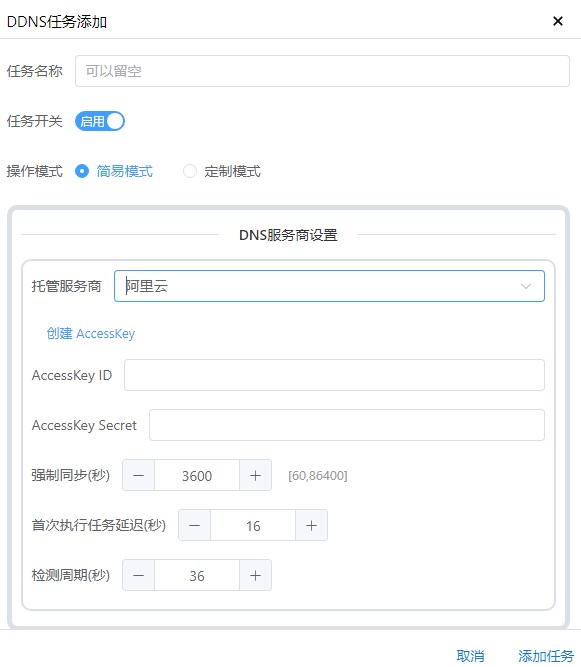 DDNS任务添加
任务名称 可以留空
任务开关 启用
操作模式 简易模式 定制模式
DNS服务商设置
托管服务商 阿里云
创建 AccessKey
AccessKey ID
AccessKey Secret
强制同步(秒) 3600 [60,86400]
首次执行任务延迟(秒) 16
检测周期(秒) 36
取消 添加任务